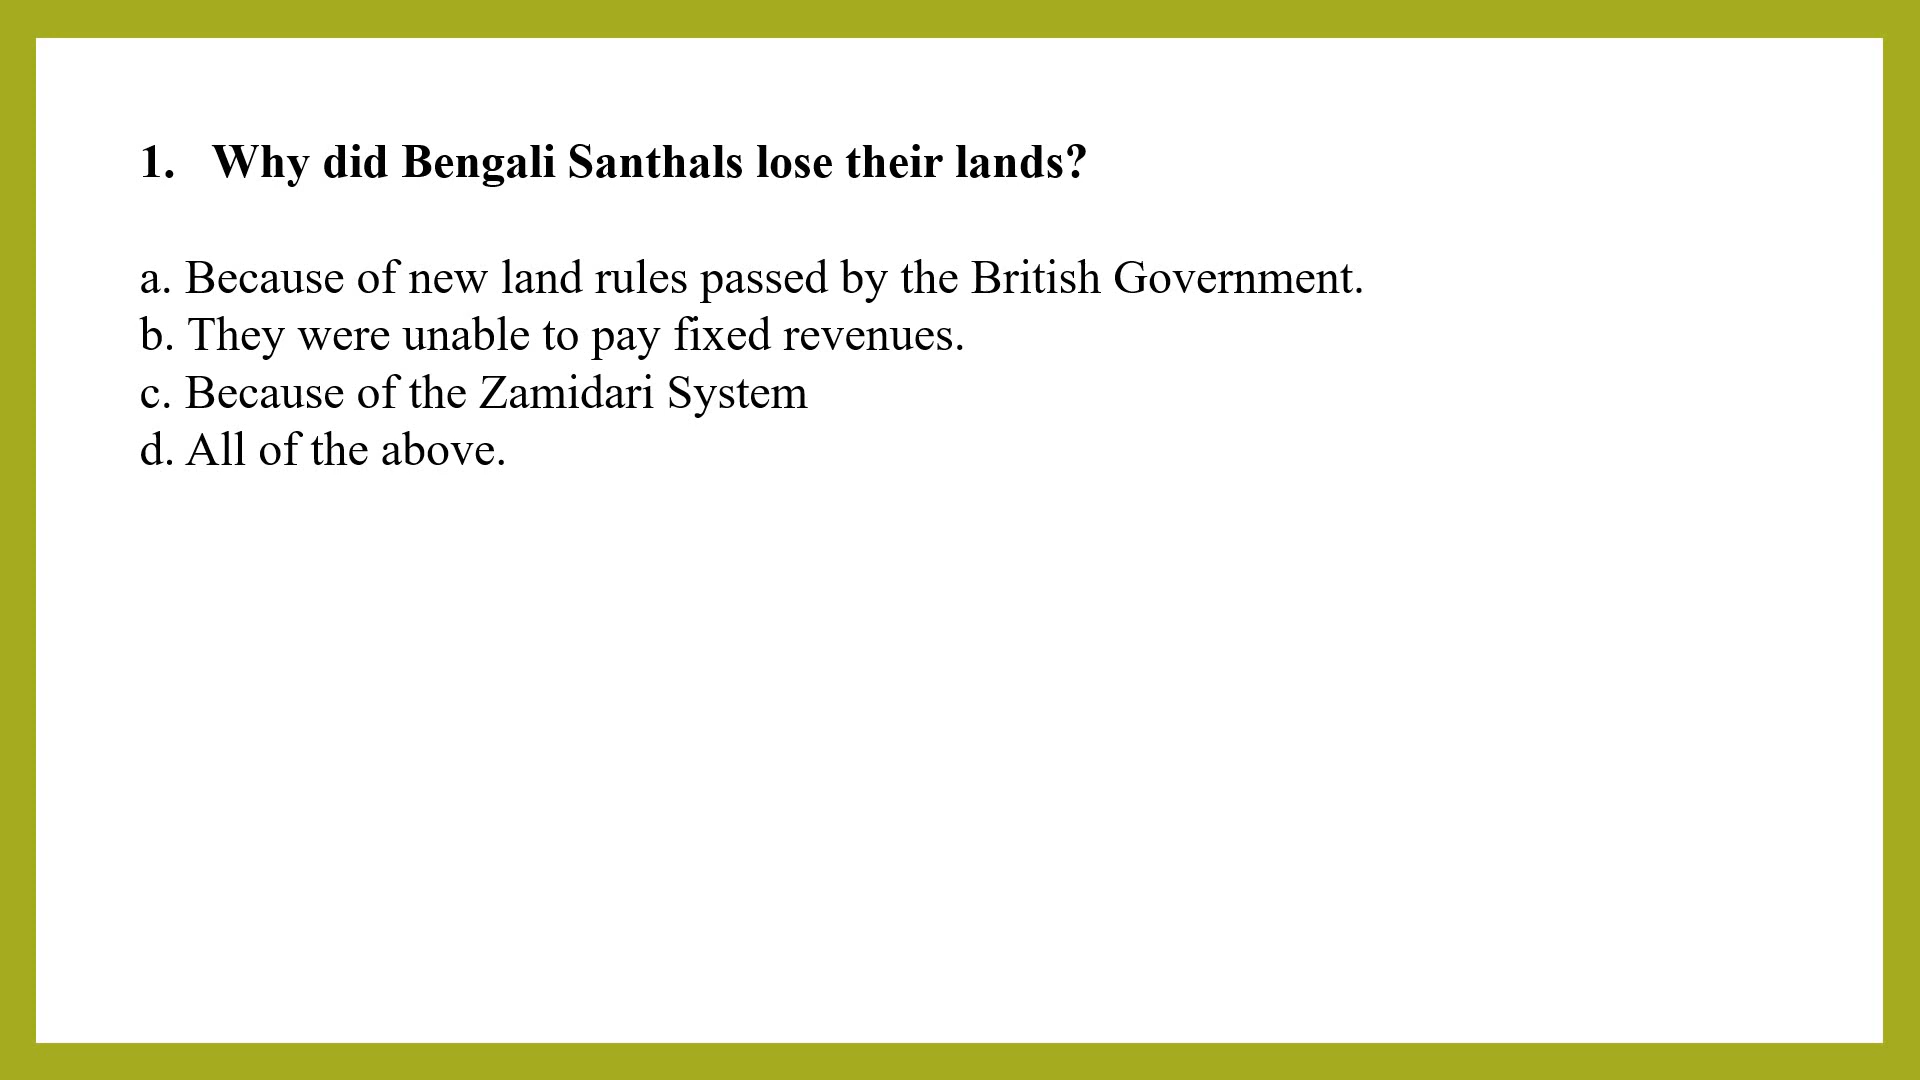 1. Why did Bengali Santhals lose their lands?
a. Because of new land rules passed by the British Government.
b. They were unable to pay fixed revenues.
c. Because of the Zamidari System
d. All of the above.